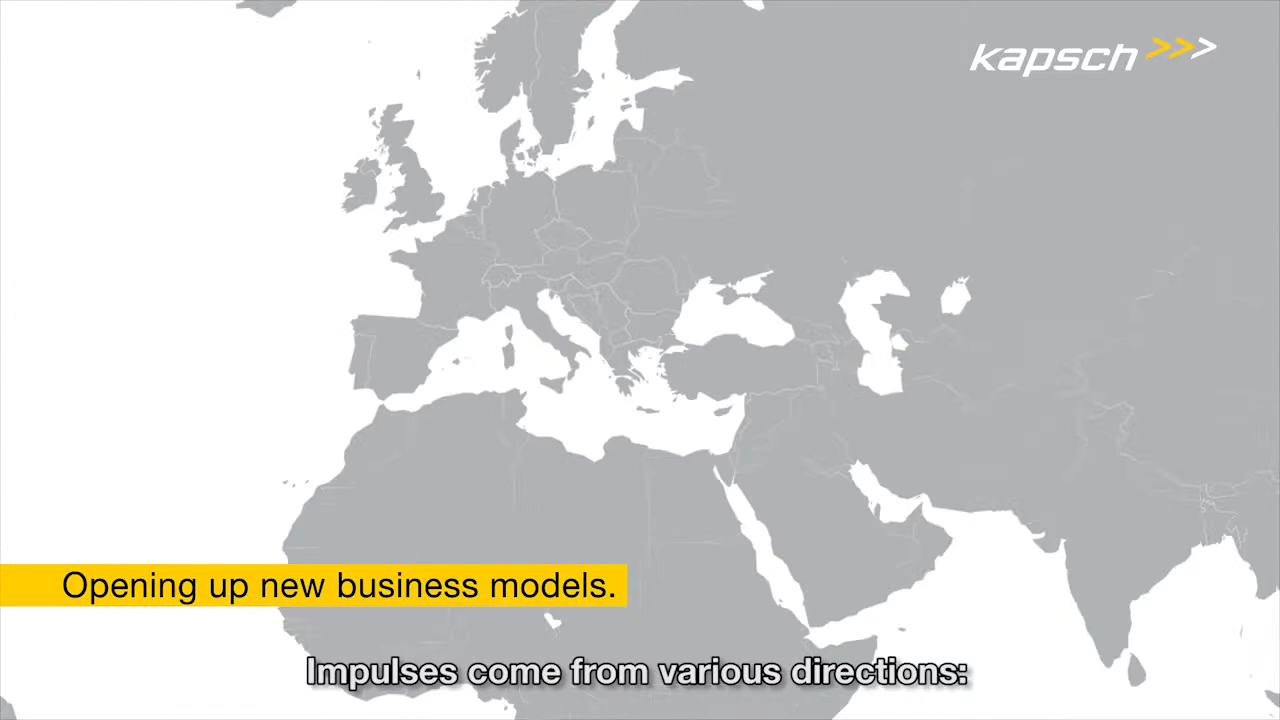 kapsch >>>
Opening up new business models.
Impulses come from various directions: